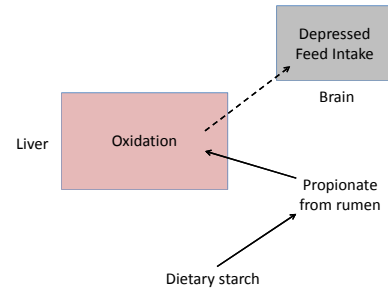 Depressed
Feed Intake
Brain
Liver
Oxidation
Propionate
from rumen
Dietary starch